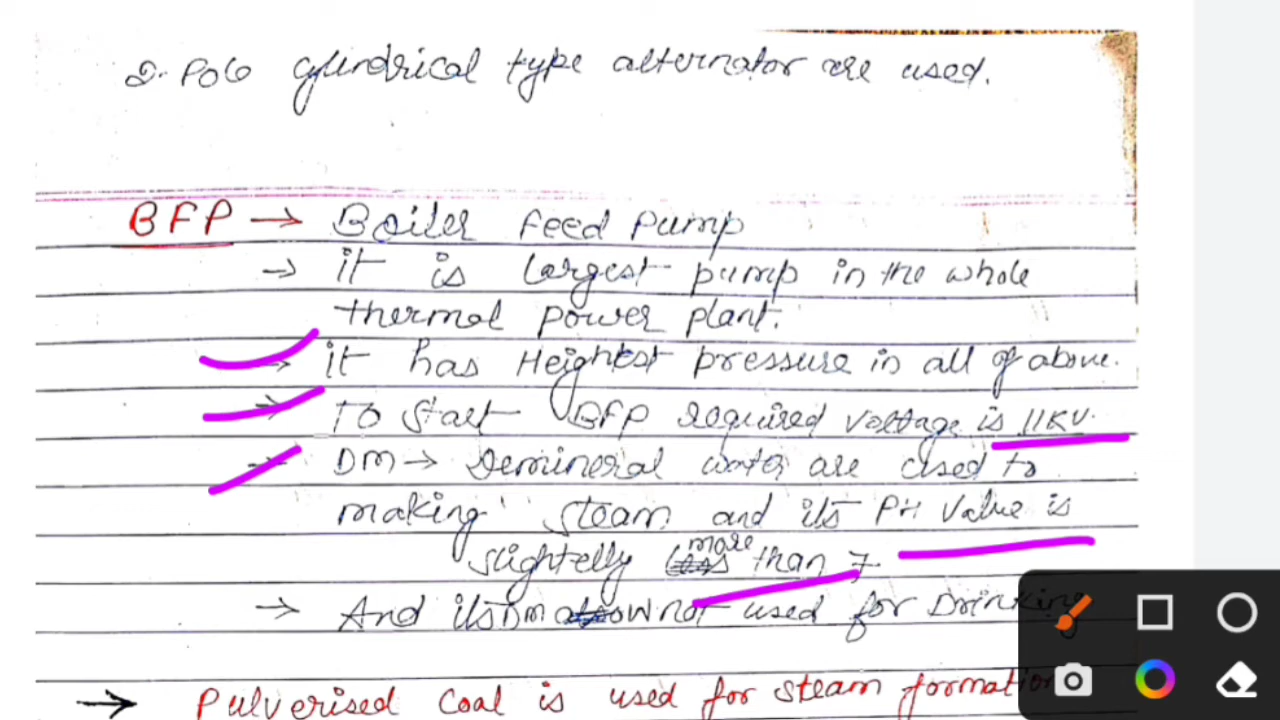 2. Pole cylindrical type alternator are used.
BFP → Boiler Feed Pump
→ it is largest pump in the whole
thermal power plant.
→ it has Heighest pressure in all of above.
→ To Start BFP required voltage is 11KV.
→ DM → Demineral water are used to
making steam and its PH Value is
slightelly more than 7.
→ And its DM not used for Drinking
→ Pulverised Coal is used for steam formation